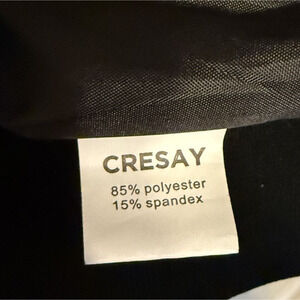 CRESAY
85% polyester
15% spandex